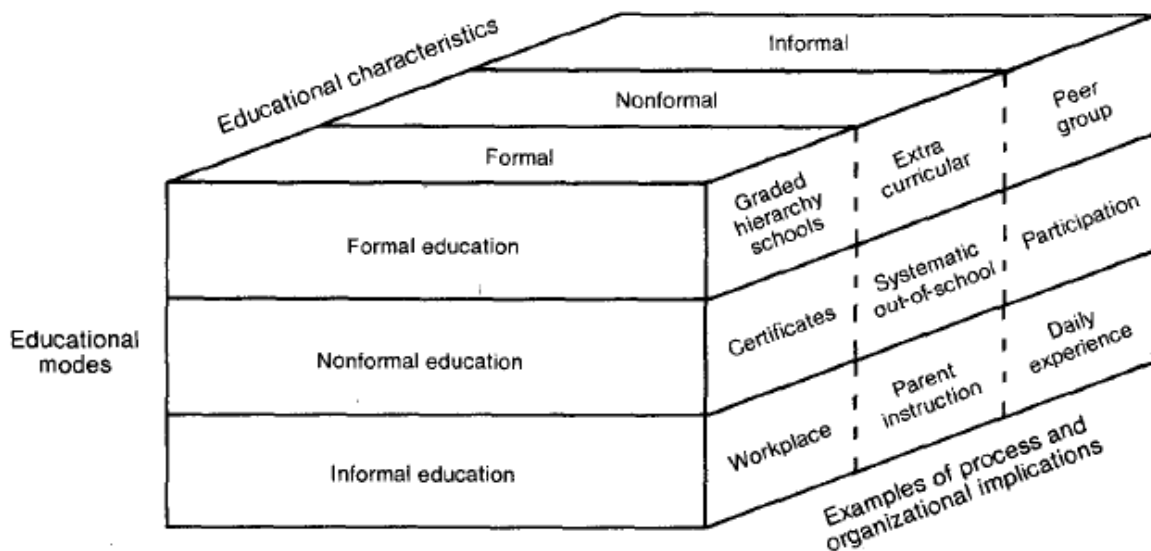 Educational characteristics
Informal
Nonformal
Formal
Graded
hierarchy
schools
Extra
curricular
Peer
group
Formal education
Certificates
Systematic
out-of-school
Participation
Educational
modes
Nonformal education
Workplace
Parent
instruction
Daily
experience
Informal education
Examples of process and
organizational implications